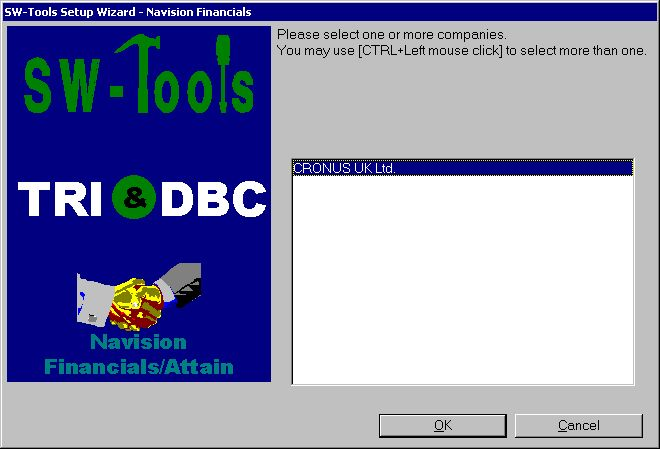 SW-Tools Setup Wizard - Navision Financials
SW-Tools
TRI & DBC
Navision
Financials/Attain
Please select one or more companies.
You may use [CTRL+Left mouse click] to select more than one.
CRONUS UK Ltd.
OK
Cancel